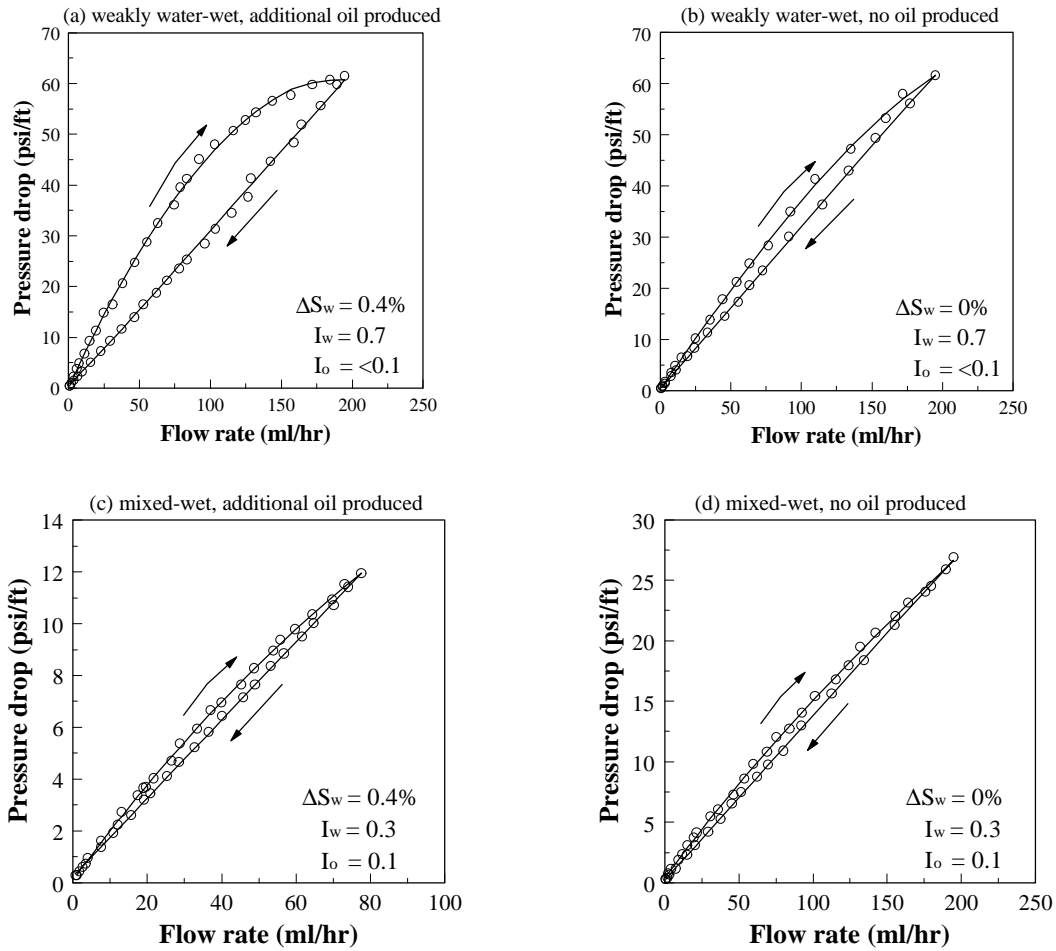 (a) weakly water-wet, additional oil produced
70
60
50
40
30
20
10
0
0 50 100 150 200 250
Pressure drop (psi/ft)
Flow rate (ml/hr)
ΔSw = 0.4%
Iw = 0.7
Io = <0.1
(b) weakly water-wet, no oil produced
70
60
50
40
30
20
10
0
0 50 100 150 200 250
Pressure drop (psi/ft)
Flow rate (ml/hr)
ΔSw = 0%
Iw = 0.7
Io = <0.1
(c) mixed-wet, additional oil produced
14
12
10
8
6
4
2
0
0 20 40 60 80 100
Pressure drop (psi/ft)
Flow rate (ml/hr)
ΔSw = 0.4%
Iw = 0.3
Io = 0.1
(d) mixed-wet, no oil produced
30
25
20
15
10
5
0
0 50 100 150 200 250
Pressure drop (psi/ft)
Flow rate (ml/hr)
ΔSw = 0%
Iw = 0.3
Io = 0.1